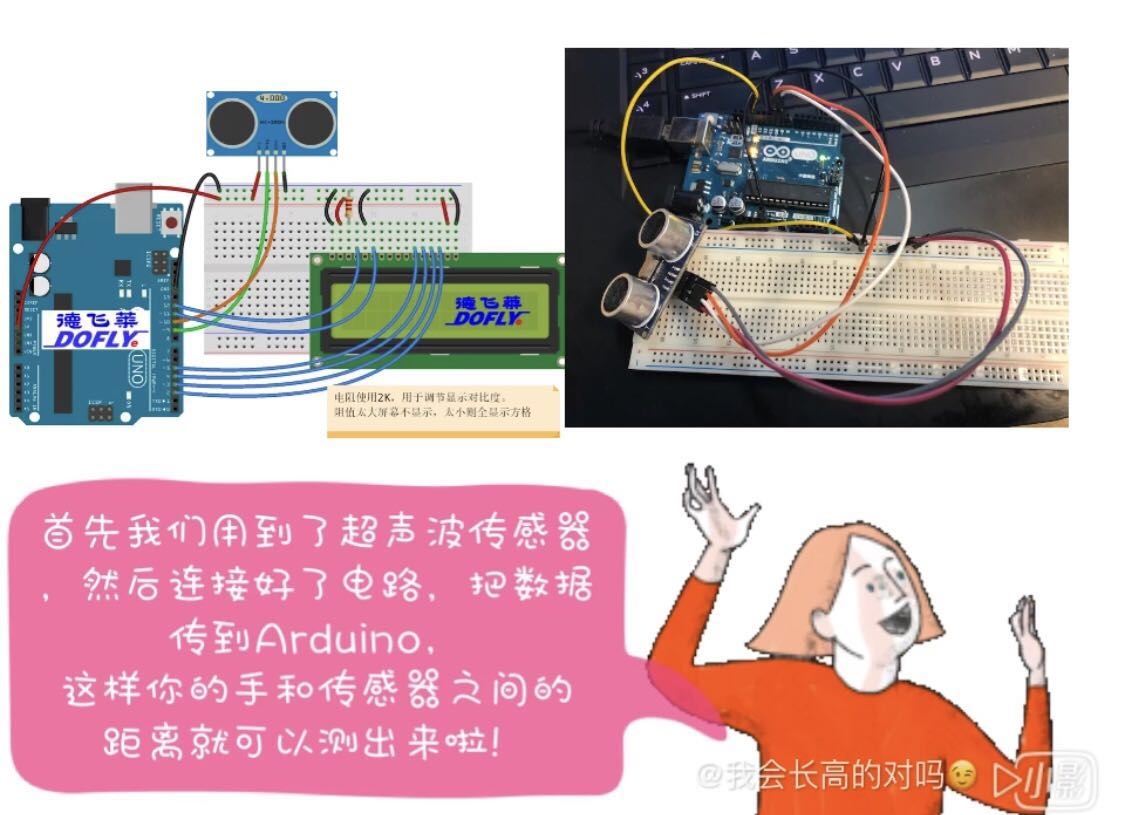 德飞莱
DOFLY
UNO
德飞莱
DOFLY
电阻使用2K，用于调节显示对比度。
阻值太大屏幕不显示，太小则全显示方格
A
S
Z
X
C
V
B
N
M
SHIFT
ARDUINO
UNO
首先我们用到了超声波传感器
，然后连接好了电路，把数据
传到Arduino，
这样你的手和传感器之间的
距离就可以测出来啦！
@我会长高的对吗😉
小影